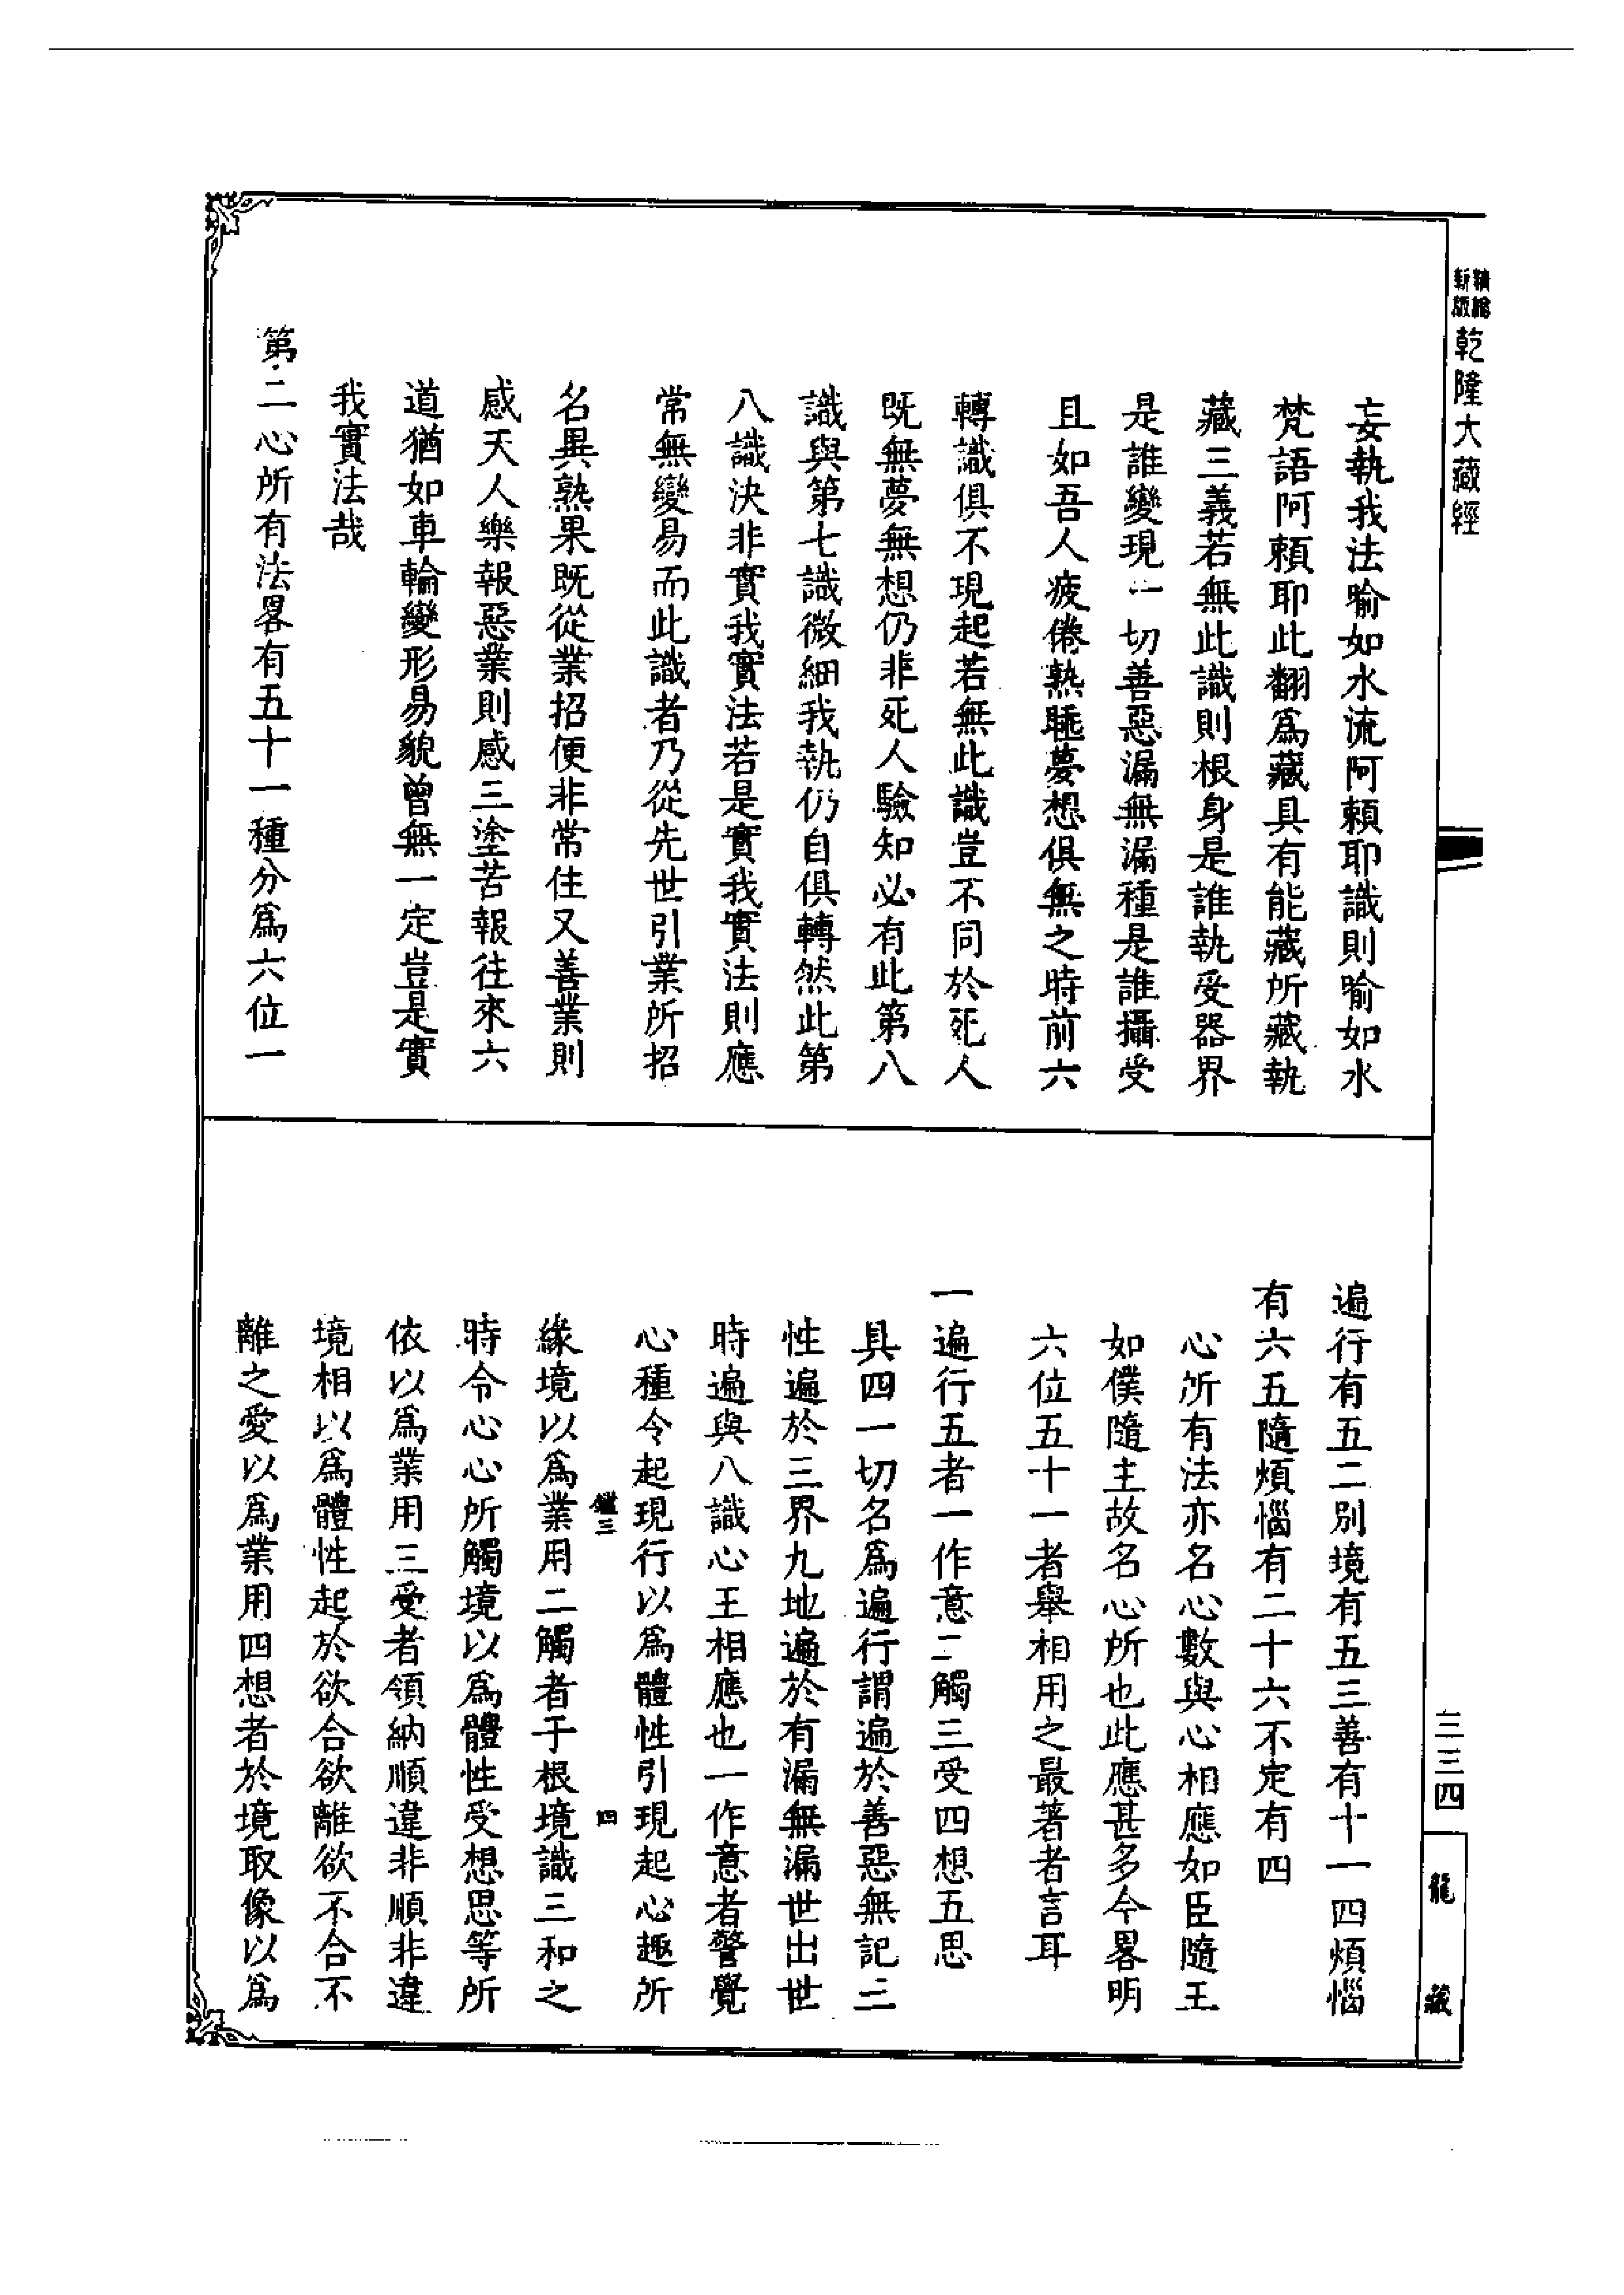 精繪
新版
乾隆大藏經
妄執我法喻如水流阿賴耶識則喻如水
梵語阿賴耶此翻爲藏具有能藏所藏執
藏三義若無此識則根身是誰執受器界
是誰變現一切善惡漏無漏種是誰攝受
且如吾人疲倦熟睡夢想俱無之時前六
轉識俱不現起若無此識豈不同於死人
既無夢無想仍非死人驗知必有此第八
識與第七識微細我執仍自俱轉然此第
八識決非實我實法若是實我實法則應
常無變易而此識者乃從先世引業所招
名異熟果既從業招便非常住又善業則
感天人樂報惡業則感三塗苦報往來六
道猶如車輪變形易貌曾無一定豈是實
我實法哉
第二心所有法畧有五十一種分爲六位一
遍行有五二別境有五三善有十一四煩惱
有六五隨煩惱有二十六不定有四
心所有法亦名心數與心相應如臣隨王
如僕隨主故名心所也此應甚多今畧明
六位五十一者舉相用之最著者言耳
一遍行五者一作意二觸三受四想五思
具四一切名爲遍行謂遍於善惡無記三
性遍於三界九地遍於有漏無漏世出世
時遍與八識心王相應也一作意者警覺
心種令起現行以爲體性引現起心趣所
緣境以爲業用二觸者于根境識三和之
時令心心所觸境以爲體性受想思等所
依以爲業用三受者領納順違非順非違
境相以爲體性起於欲合欲離欲不合不
離之愛以爲業用四想者於境取像以爲
三三四
龍藏
四